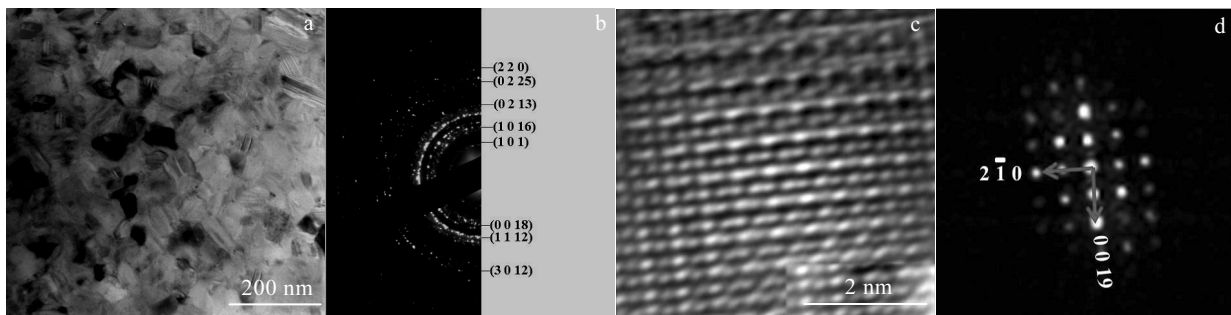 a
200 nm
b
(2 2 0)
(0 2 25)
(0 2 13)
(1 0 16)
(1 0 1)
(0 0 18)
(1 1 12)
(3 0 12)
c
2 nm
d
2 1̅ 0
0 0 19